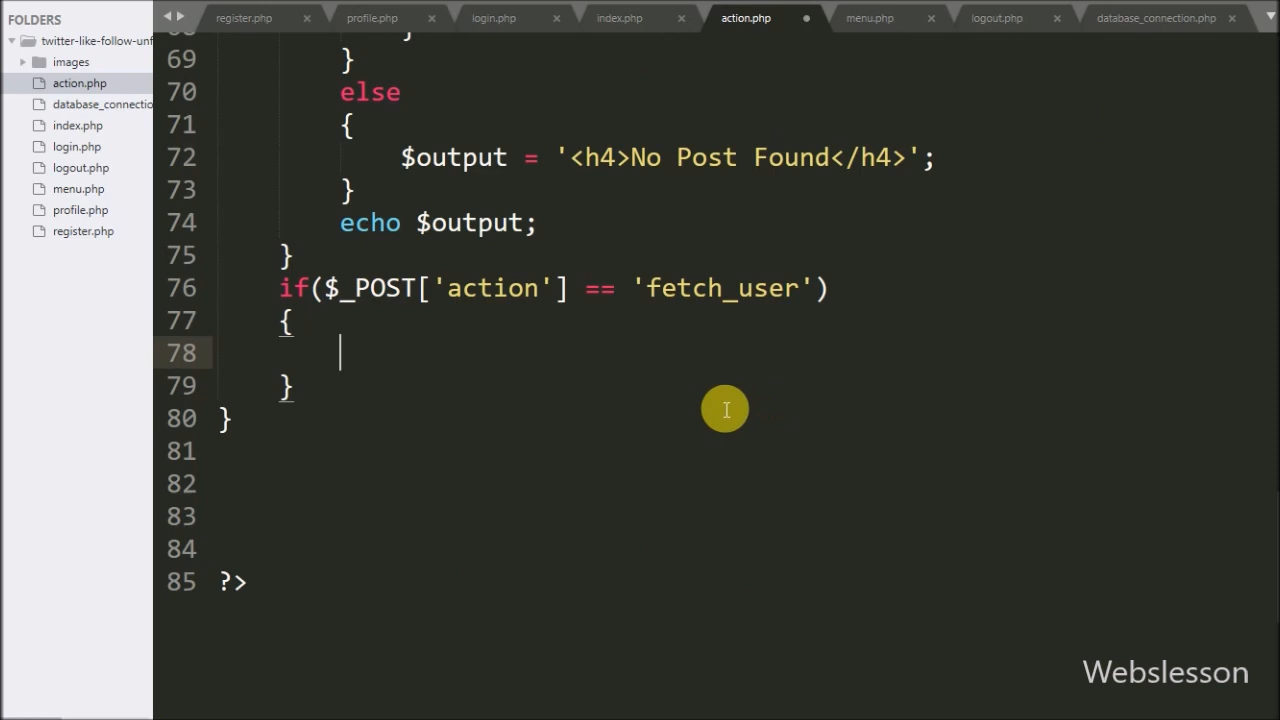 FOLDERS
twitter-like-follow-unf
images
action.php
database_connectio
index.php
login.php
logout.php
menu.php
profile.php
register.php
register.php
profile.php
login.php
index.php
action.php
menu.php
logout.php
database_connection.php
69 }
70 else
71 {
72 $output = '<h4>No Post Found</h4>';
73 }
74 echo $output;
75 }
76 if($_POST['action'] == 'fetch_user')
77 {
78
79 }
80 }
81
82
83
84
85 ?>
Webslesson